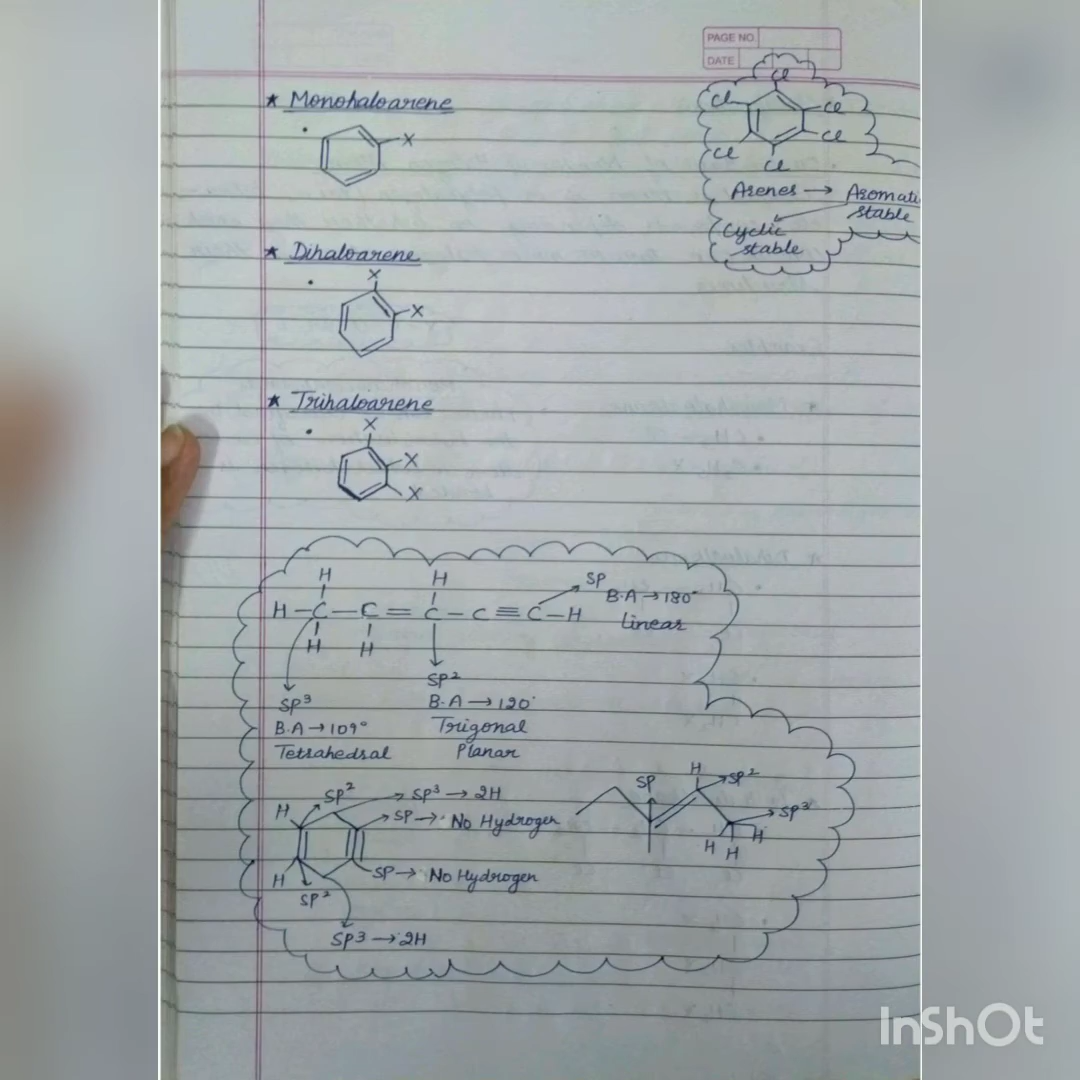 PAGE NO.
DATE
★ Monohaloarene
X
Cl
Cl Cl
Cl
Cl Cl
Arenes → Aromati
stable
Cyclic
stable
★ Dihaloarene
X
X
★ Trihaloarene
X
X
X
H H
H-C-C=C-C≡C-H
H H
SP
B.A → 180°
Linear
SP³
B.A → 109°
Tetrahedral
SP²
B.A → 120°
Trigonal
Planar
H SP² SP³ → 2H
SP → No Hydrogen
SP → No Hydrogen
H
SP²
SP3 → 2H
SP H SP²
SP³
H H H
InShOt